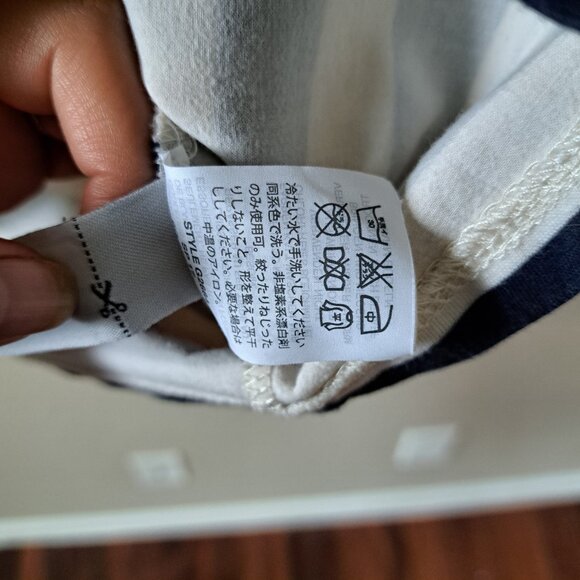 中
冷たい水で手洗いしてください
同系色で洗う。非塩素系漂白剤
のみ使用可。絞ったりねじった
りしないこと。形を整えて平干
ししてください。必要な場合は
中温のアイロン。
STYLE